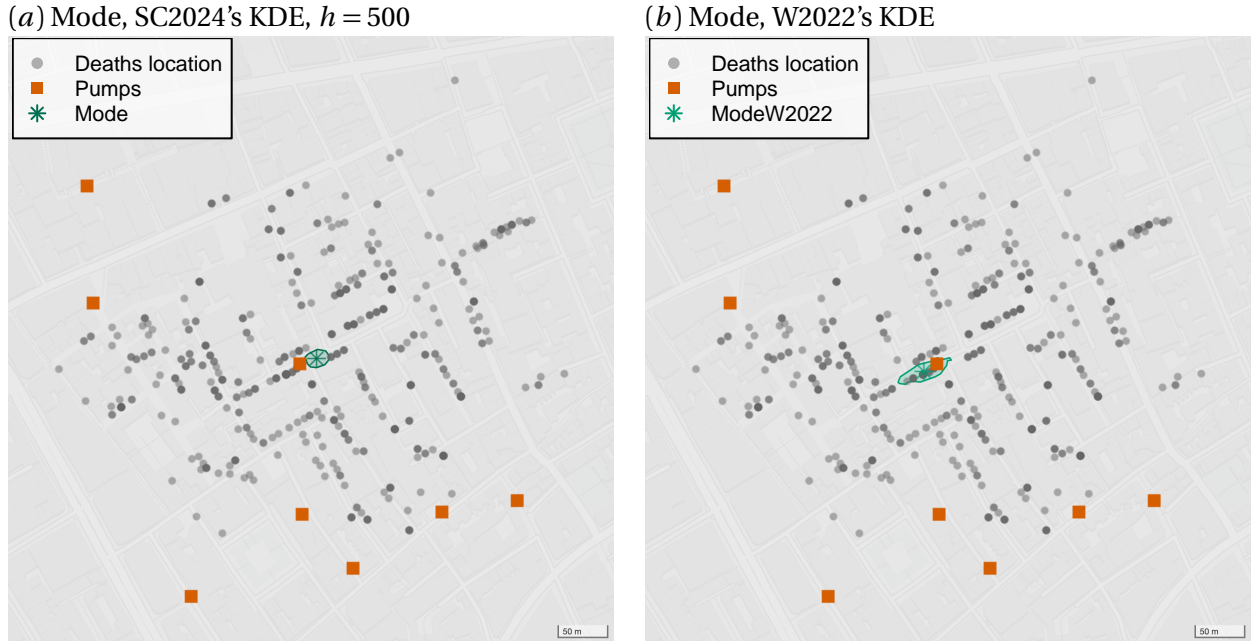 (a) Mode, SC2024's KDE, h = 500
Deaths location
Pumps
Mode
50 m
(b) Mode, W2022's KDE
Deaths location
Pumps
ModeW2022
50 m